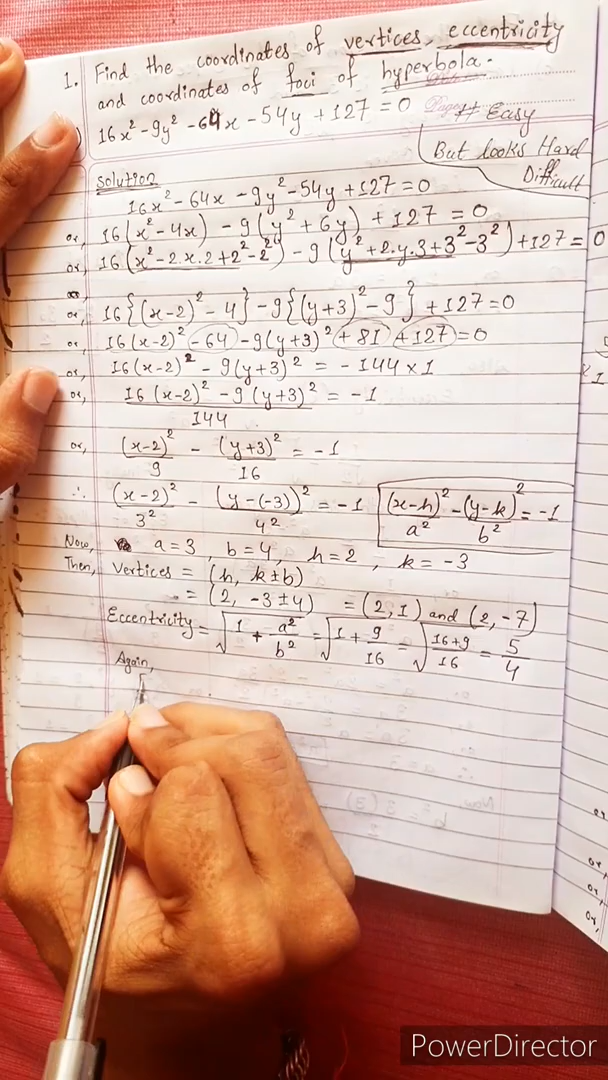 1. Find the coordinates of vertices, eccentricity
and coordinates of foci of hyperbola.
16x² - 9y² - 64x - 54y + 127 = 0
# Easy
But looks Hard
Difficult
Solution
16x² - 64x - 9y² - 54y + 127 = 0
or, 16(x² - 4x) - 9(y² + 6y) + 127 = 0
or, 16(x² - 2x.2 + 2² - 2²) - 9(y² + 2.y.3 + 3² - 3²) + 127 = 0
or, 16{(x-2)² - 4} - 9{(y+3)² - 9} + 127 = 0
or, 16(x-2)² - 64 - 9(y+3)² + 81 + 127 = 0
or, 16(x-2)² - 9(y+3)² = -144 × 1
or, 16(x-2)² - 9(y+3)² / 144 = -1
or, (x-2)²/9 - (y+3)²/16 = -1
∴ (x-2)²/3² - (y-(-3))²/4² = -1
(x-h)²/a² - (y-k)²/b² = -1
Now, a = 3, b = 4, h = 2, k = -3
Then, Vertices = (h, k±b)
= (2, -3±4) = (2, 1) and (2, -7)
Eccentricity = √(1 + a²/b²) = √(1 + 9/16) = √((16+9)/16) = 5/4
Again,
PowerDirector